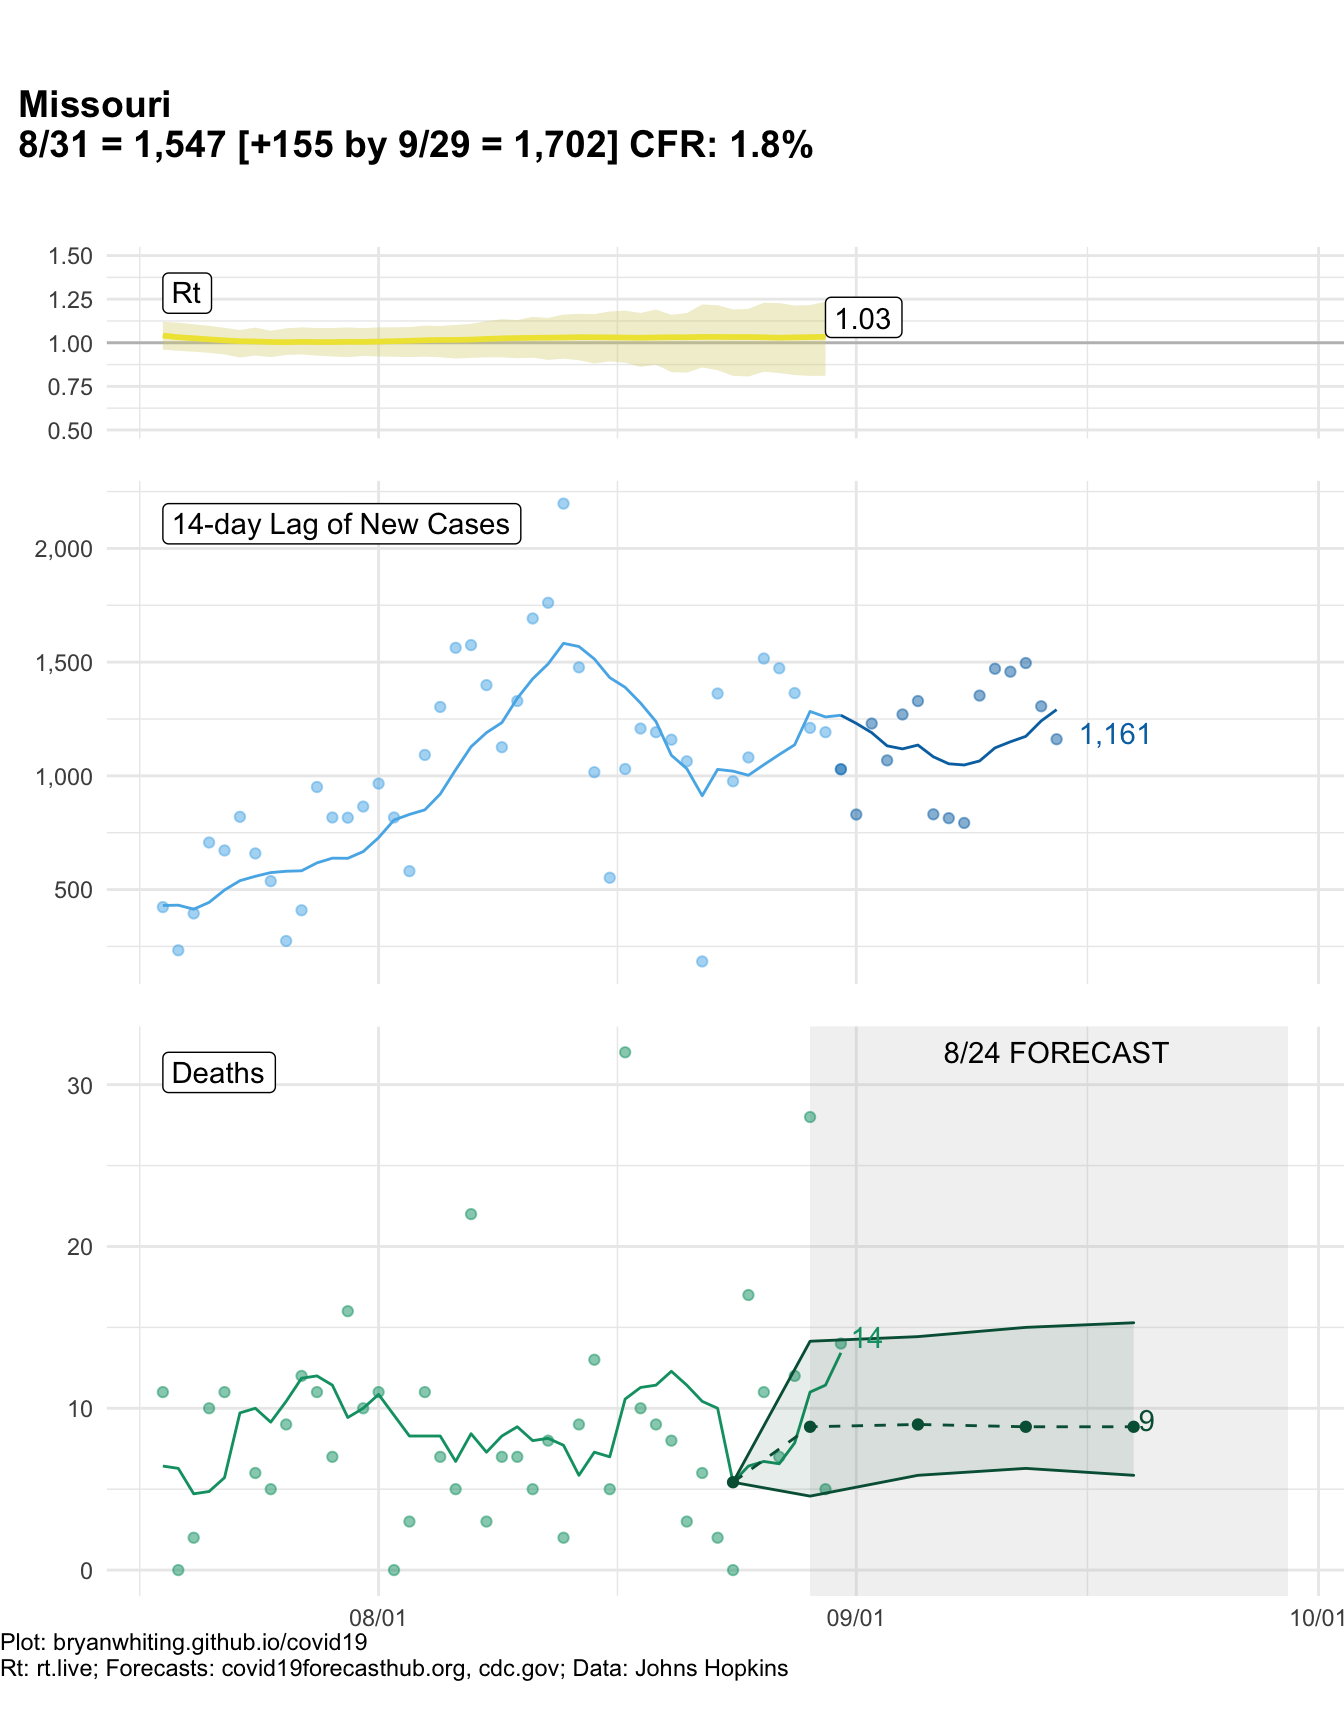 Missouri
8/31 = 1,547 [+155 by 9/29 = 1,702] CFR: 1.8%
1.50
1.25
1.00
0.75
0.50
Rt
1.03
14-day Lag of New Cases
2,000
1,500
1,000
500
1,161
8/24 FORECAST
Deaths
30
20
10
0
14
9
08/01
09/01
10/01
Plot: bryanwhiting.github.io/covid19
Rt: rt.live; Forecasts: covid19forecasthub.org, cdc.gov; Data: Johns Hopkins